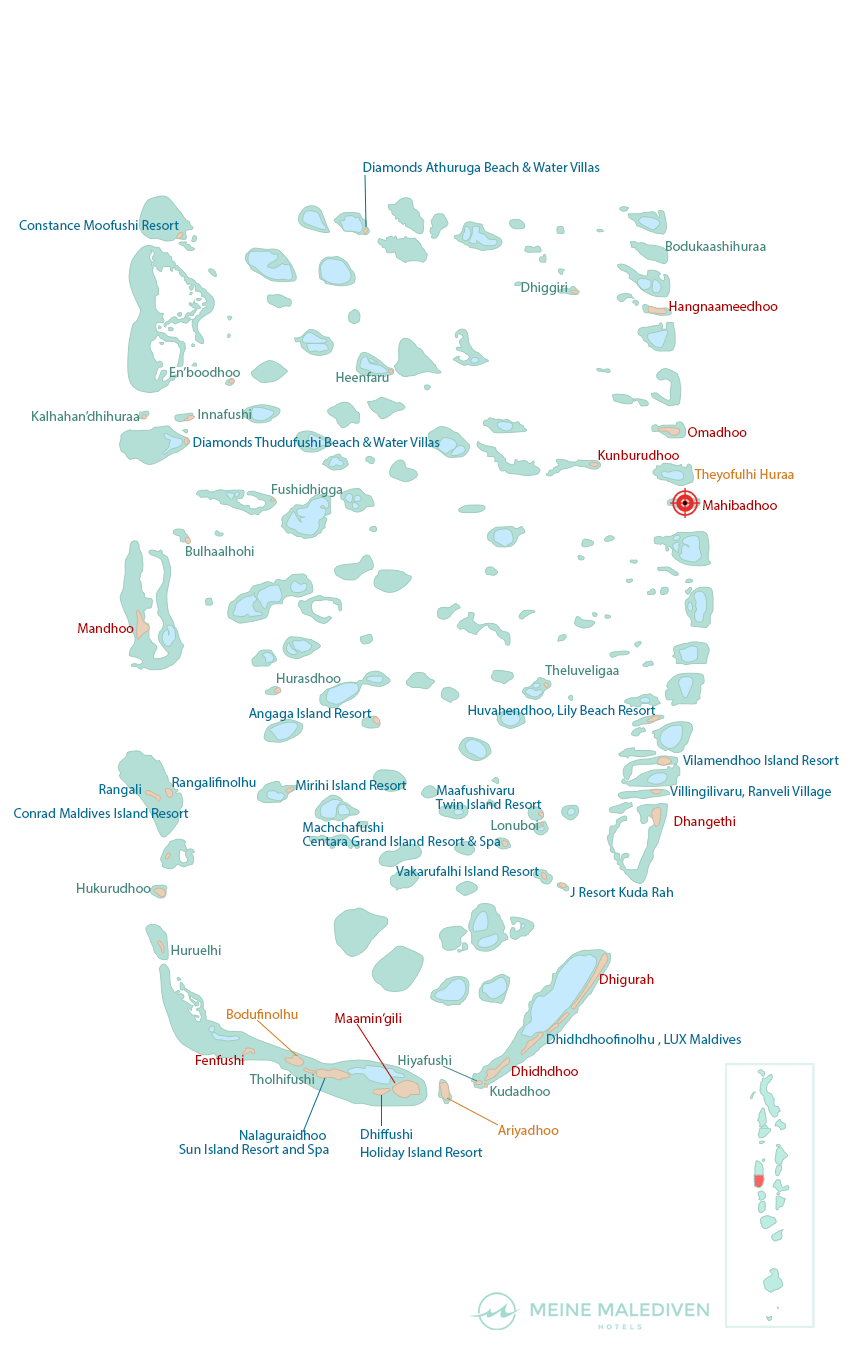 Diamonds Athuruga Beach & Water Villas
Constance Moofushi Resort
Bodukaashihuraa
Dhiggiri
Hangnaameedhoo
En'boodhoo
Heenfaru
Kalhahan'dhihuraa
Innafushi
Omadhoo
Diamonds Thudufushi Beach & Water Villas
Kunburudhoo
Theyofulhi Huraa
Fushidhigga
Mahibadhoo
Bulhaalhohi
Mandhoo
Theluveligaa
Hurasdhoo
Angaga Island Resort
Huvahendhoo, Lily Beach Resort
Vilamendhoo Island Resort
Rangali
Rangalifinolhu
Mirihi Island Resort
Maafushivaru
Twin Island Resort
Villingilivaru, Ranveli Village
Conrad Maldives Island Resort
Machchafushi
Centara Grand Island Resort & Spa
Lonuboi
Dhangethi
Vakarufalhi Island Resort
Hukurudhoo
J Resort Kuda Rah
Huruelhi
Dhigurah
Bodufinolhu
Maamin'gili
Dhidhdhoofinolhu , LUX Maldives
Fenfushi
Hiyafushi
Tholhifushi
Dhidhdhoo
Kudadhoo
Nalaguraidhoo
Sun Island Resort and Spa
Dhiffushi
Holiday Island Resort
Ariyadhoo
MEINE MALEDIVEN
HOTELS